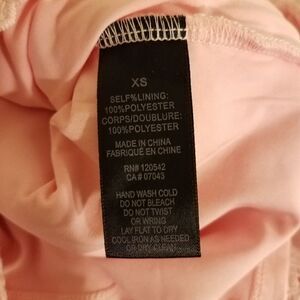 XS
SELF%LINING:
100%POLYESTER
CORPS/DOUBLURE:
100%POLYESTER
MADE IN CHINA
FABRIQUÉ EN CHINE
RN# 120542
CA# 07043
HAND WASH COLD
DO NOT BLEACH
DO NOT TWIST
OR WRING
LAY FLAT TO DRY
COOL IRON AS NEEDED
OR DRY CLEAN